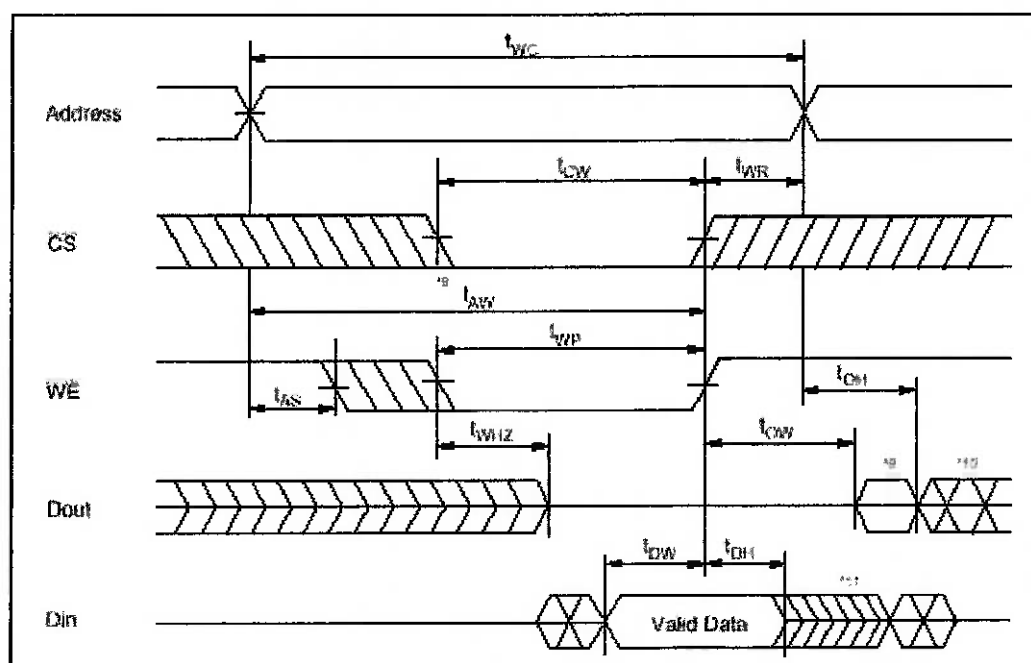 tWC
Address
tCW
tWR
CS
tAW
tWP
WE
tAS
tOH
tWHZ
tOW
Dout
tDW
tDH
Din
Valid Data